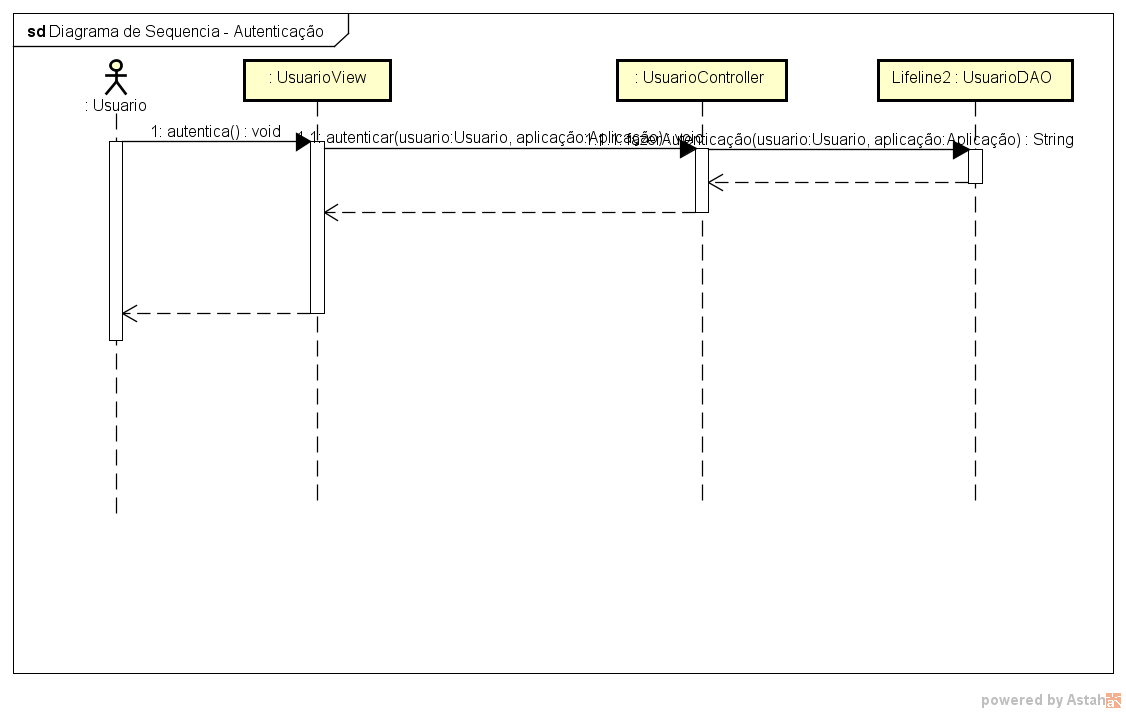 sd Diagrama de Sequencia - Autenticação
: Usuario
: UsuarioView
: UsuarioController
Lifeline2 : UsuarioDAO
1: autentica() : void
1.1: autenticar(usuario:Usuario, aplicação:Aplicação) : void
1.1.1: fazerAutenticação(usuario:Usuario, aplicação:Aplicação) : String
powered by Astah